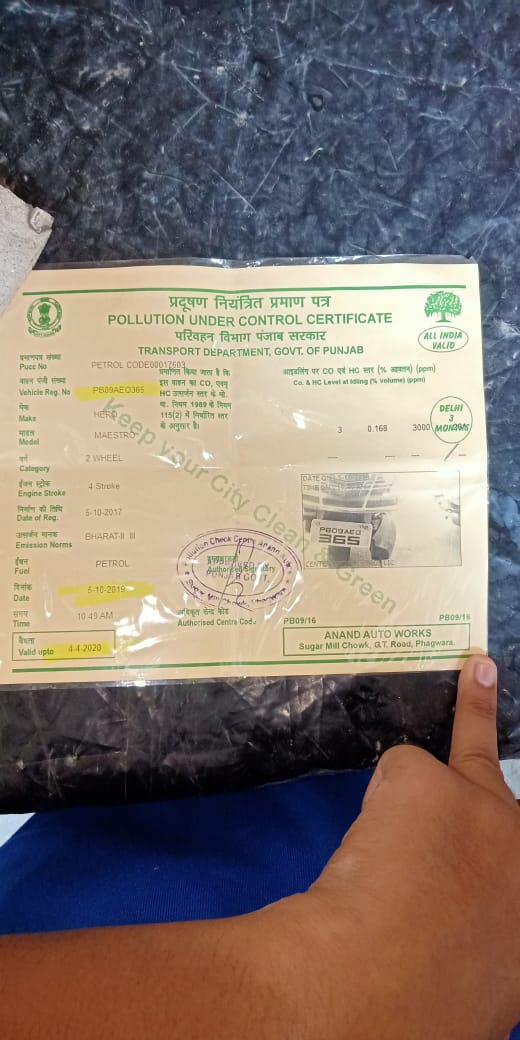 प्रदूषण नियंत्रित प्रमाण पत्र
POLLUTION UNDER CONTROL CERTIFICATE
परिवहन विभाग पंजाब सरकार
TRANSPORT DEPARTMENT, GOVT. OF PUNJAB
ALL INDIA
VALID
प्रमाणपत्र संख्या
Pucc No PETROL CODE00017603
वाहन पंजी संख्या
Vehicle Reg. No PB09AEO365
मेक
Make HERO
माडल
Model MAESTRO
वर्ग
Category 2 WHEEL
ईंजन स्ट्रोक
Engine Stroke 4 Stroke
निर्माण की तिथि
Date of Reg. 5-10-2017
उत्सर्जन मानक
Emission Norms BHARAT-II III
ईंधन
Fuel PETROL
दिनांक
Date 5-10-2019
समय
Time 10:49 AM
वैधता
Valid upto 4-4-2020
प्रमाणित किया जाता है कि
इस वाहन का CO, एवम्
HC उत्सर्जन स्तर के मो.
वा. नियम 1989 के नियम
115(2) में निर्धारित स्तर
के अनुसार है।
आइडलिंग पर CO एवं HC स्तर (% आयतन) (ppm)
Co. & HC Level at Idling (% volume) (ppm)
3 0.168 3000
DELHI
3
MONTHS
Keep your City Clean & Green
PB09AEO
365
Pollution Check Centre Anand Auto
PUNJAB GOVT.
Authorised Signatory
Sugar Mill Chowk,
अधिकृत सेन्टर कोड
Authorised Centre Code
PB09/16 PB09/16
ANAND AUTO WORKS
Sugar Mill Chowk, G.T. Road, Phagwara.